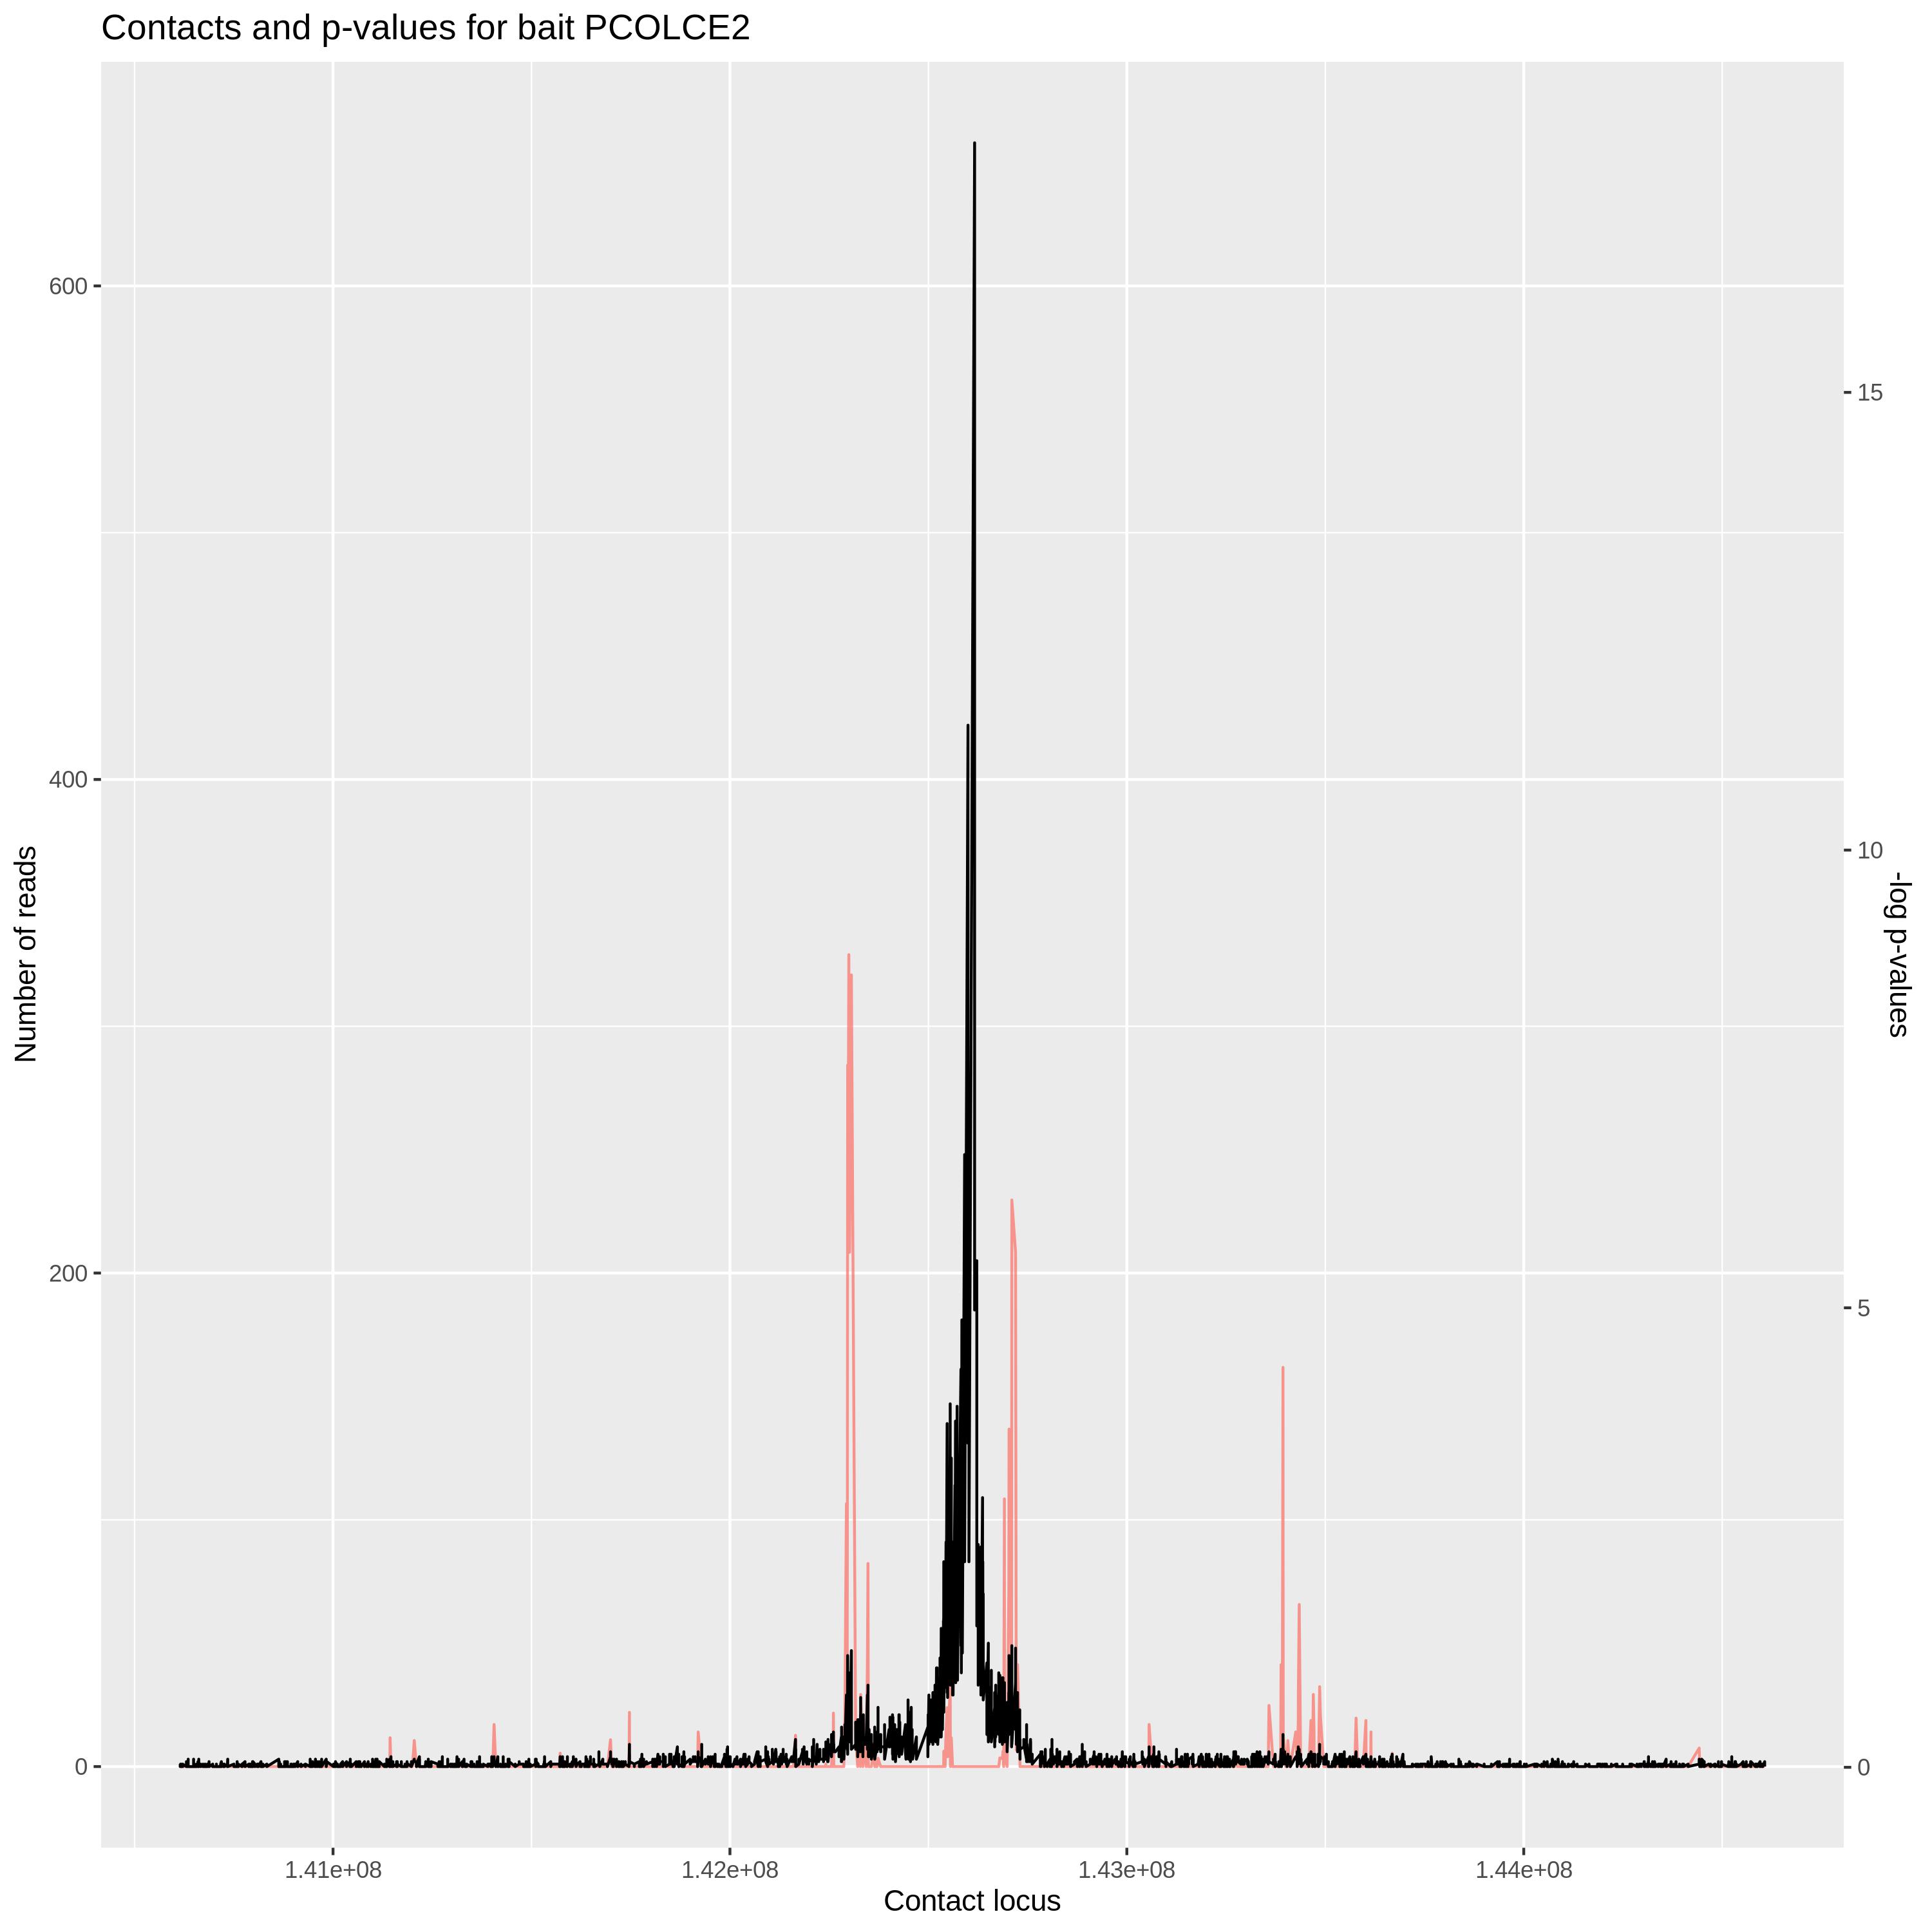 Contacts and p-values for bait PCOLCE2
600
400
200
0
Number of reads
15
10
5
0
-log p-values
1.41e+08
1.42e+08
1.43e+08
1.44e+08
Contact locus